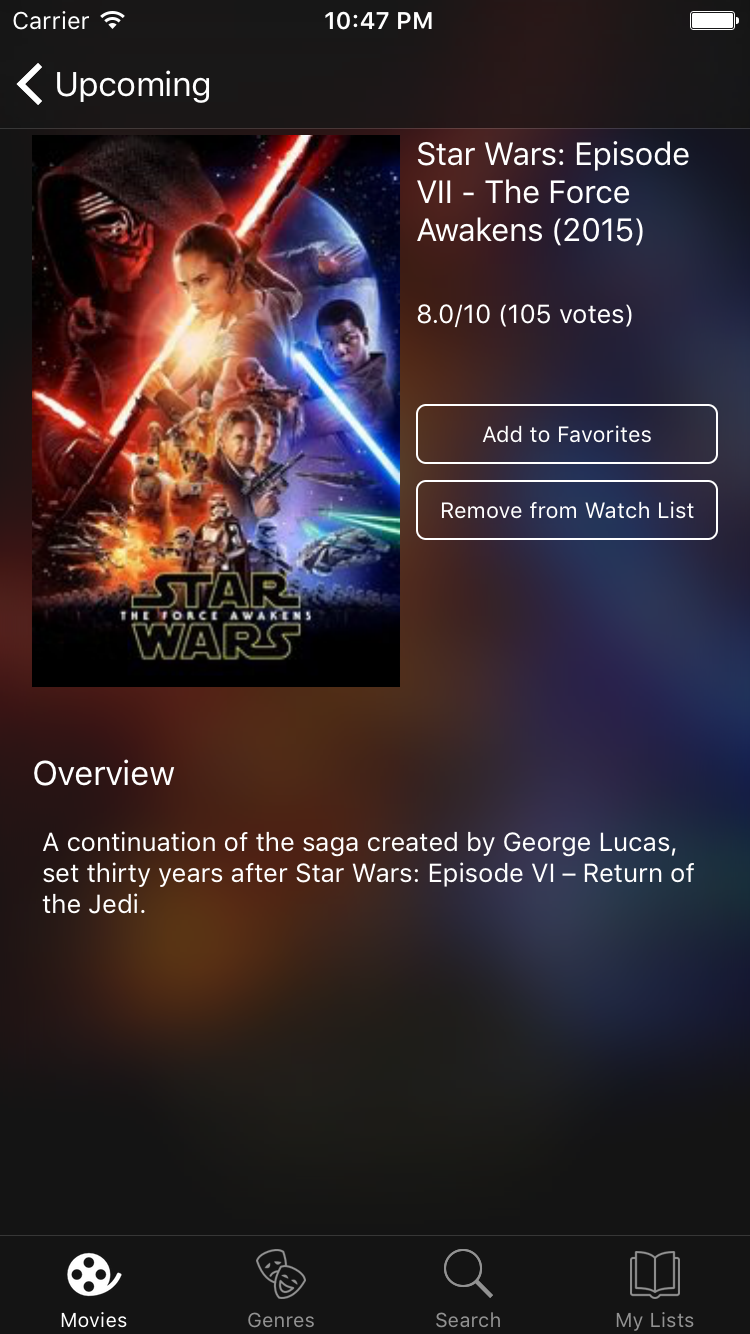 Carrier
10:47 PM
Upcoming
Star Wars: Episode
VII - The Force
Awakens (2015)
8.0/10 (105 votes)
Add to Favorites
Remove from Watch List
STAR
THE FORCE AWAKENS
WARS
Overview
A continuation of the saga created by George Lucas,
set thirty years after Star Wars: Episode VI – Return of
the Jedi.
Movies
Genres
Search
My Lists